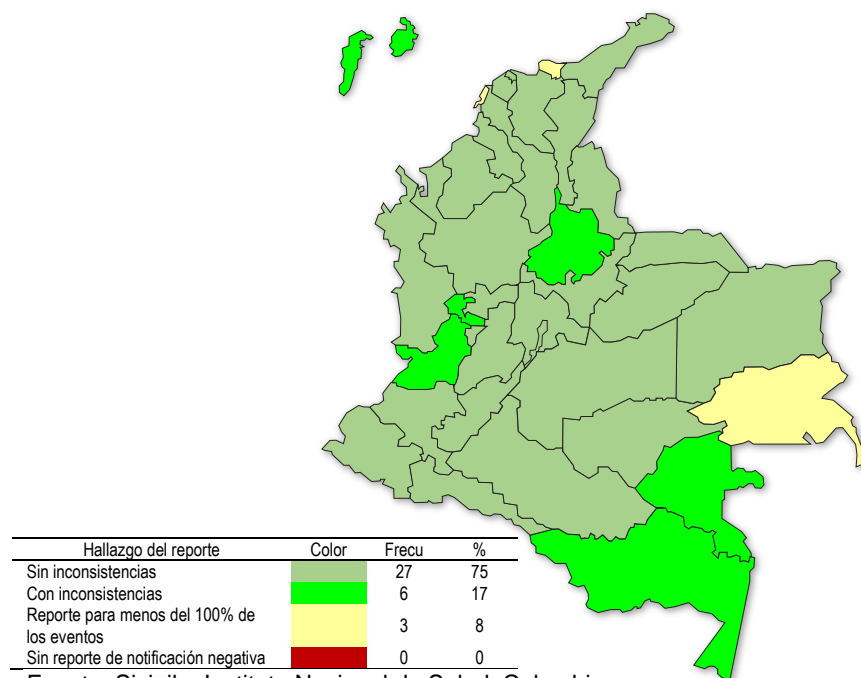 Hallazgo del reporte Color Frecu %
Sin inconsistencias 27 75
Con inconsistencias 6 17
Reporte para menos del 100% de
los eventos 3 8
Sin reporte de notificación negativa 0 0